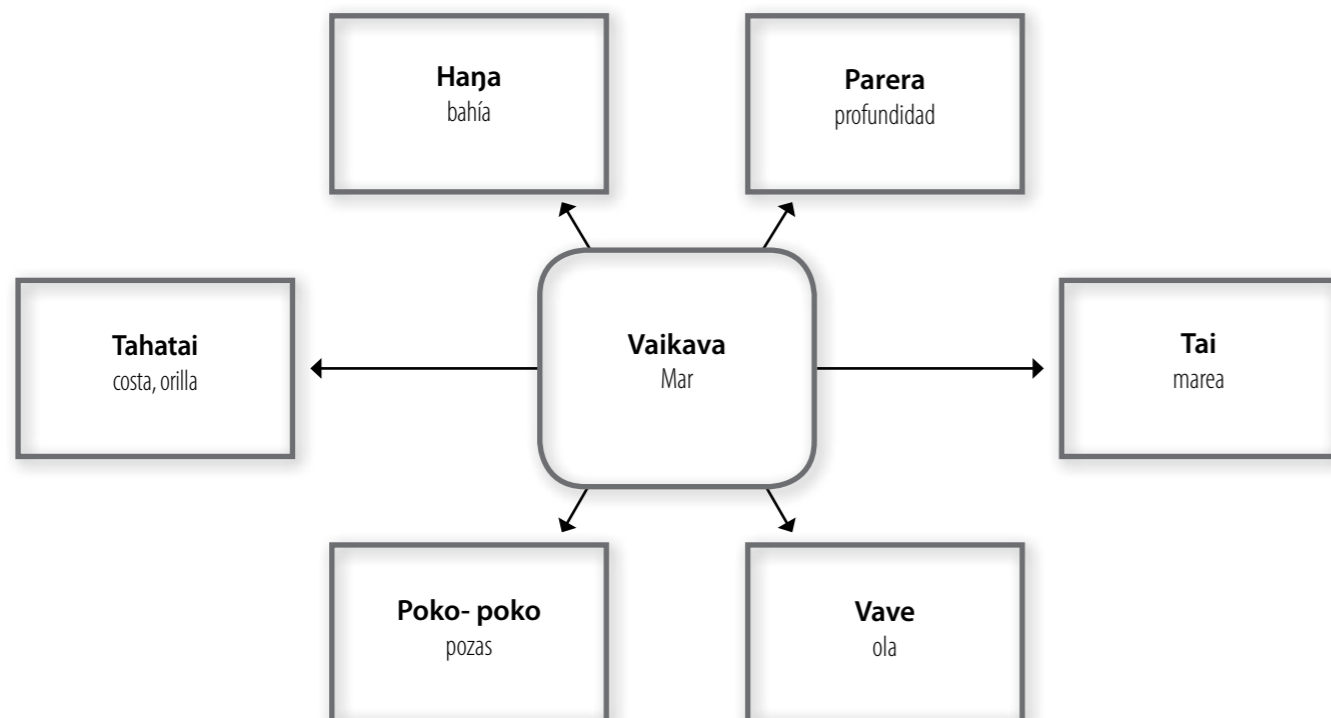 Haŋa
bahía
Parera
profundidad
Tahatai
costa, orilla
Vaikava
Mar
Tai
marea
Poko- poko
pozas
Vave
ola